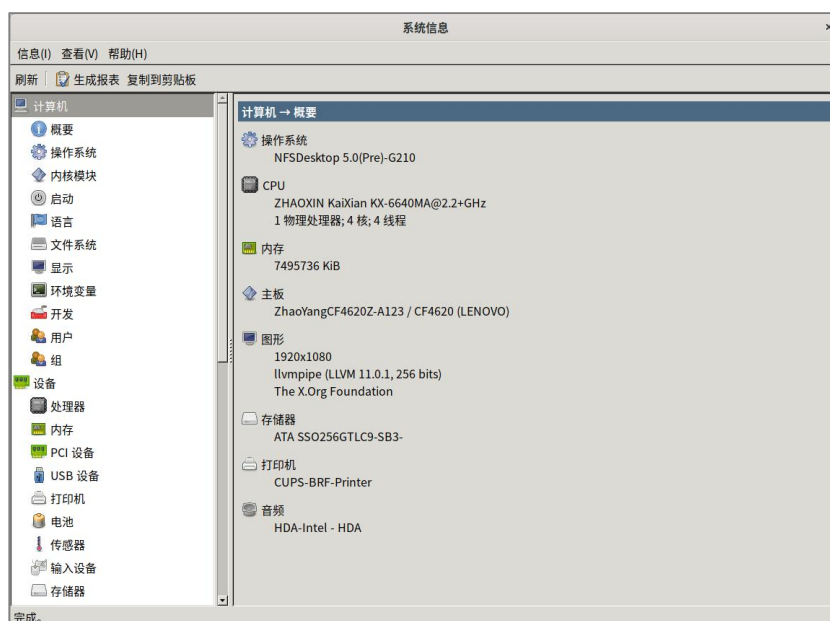 系统信息
×
信息(I) 查看(V) 帮助(H)
刷新 生成报表 复制到剪贴板
计算机
概要
操作系统
内核模块
启动
语言
文件系统
显示
环境变量
开发
用户
组
设备
处理器
内存
PCI 设备
USB 设备
打印机
电池
传感器
输入设备
存储器
计算机 → 概要
操作系统
NFSDesktop 5.0(Pre)-G210
CPU
ZHAOXIN KaiXian KX-6640MA@2.2+GHz
1 物理处理器; 4 核; 4 线程
内存
7495736 KiB
主板
ZhaoYangCF4620Z-A123 / CF4620 (LENOVO)
图形
1920x1080
llvmpipe (LLVM 11.0.1, 256 bits)
The X.Org Foundation
存储器
ATA SSO256GTLC9-SB3-
打印机
CUPS-BRF-Printer
音频
HDA-Intel - HDA
完成。